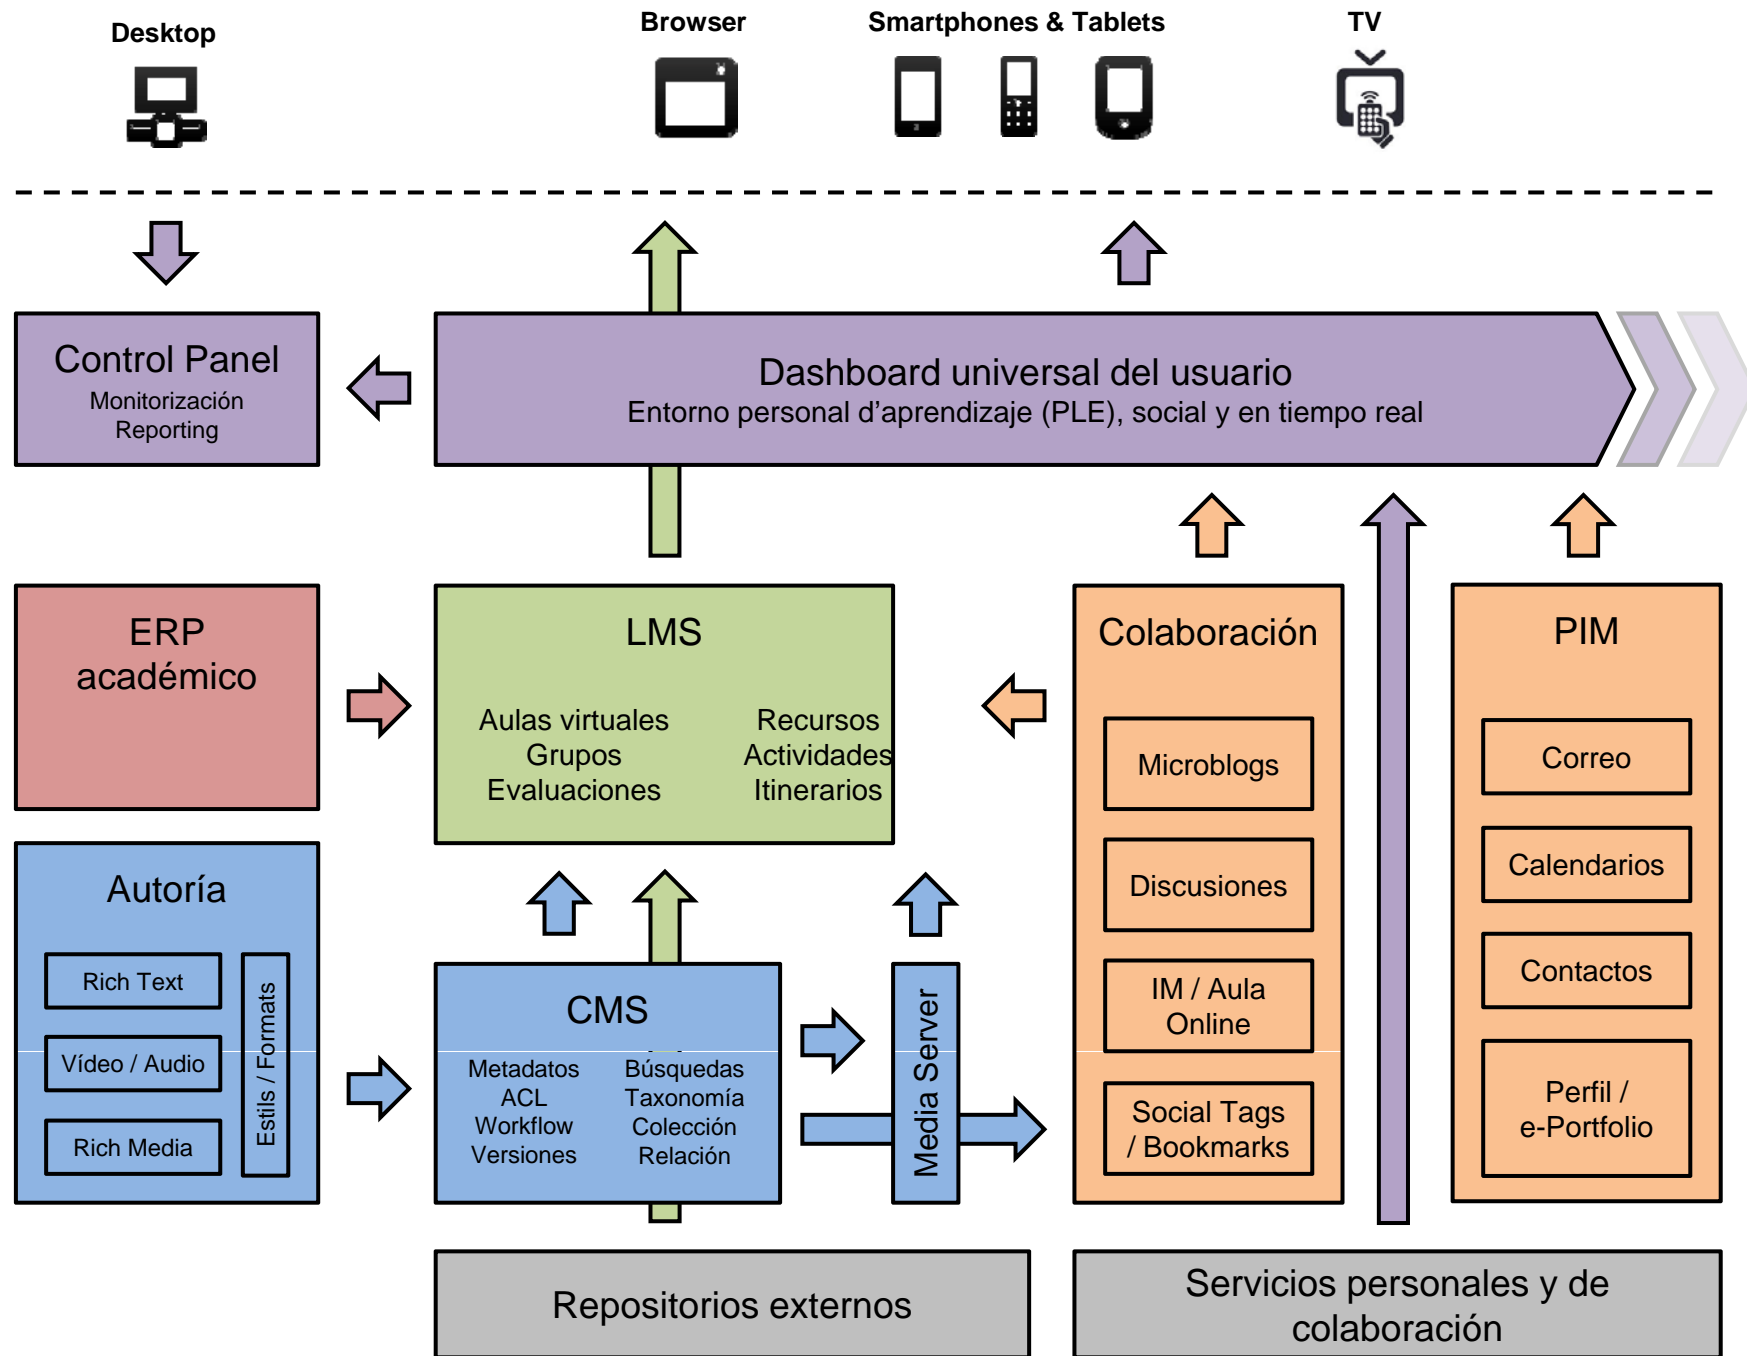 Desktop
Browser
Smartphones & Tablets
TV
Control Panel
Monitorización
Reporting
Dashboard universal del usuario
Entorno personal d’aprendizaje (PLE), social y en tiempo real
ERP
académico
LMS
Aulas virtuales
Grupos
Evaluaciones
Recursos
Actividades
Itinerarios
Colaboración
Microblogs
Discusiones
IM / Aula
Online
Social Tags
/ Bookmarks
PIM
Correo
Calendarios
Contactos
Perfil /
e-Portfolio
Autoría
Rich Text
Vídeo / Audio
Rich Media
Estils / Formats
CMS
Metadatos
ACL
Workflow
Versiones
Búsquedas
Taxonomía
Colección
Relación
Media Server
Repositorios externos
Servicios personales y de
colaboración